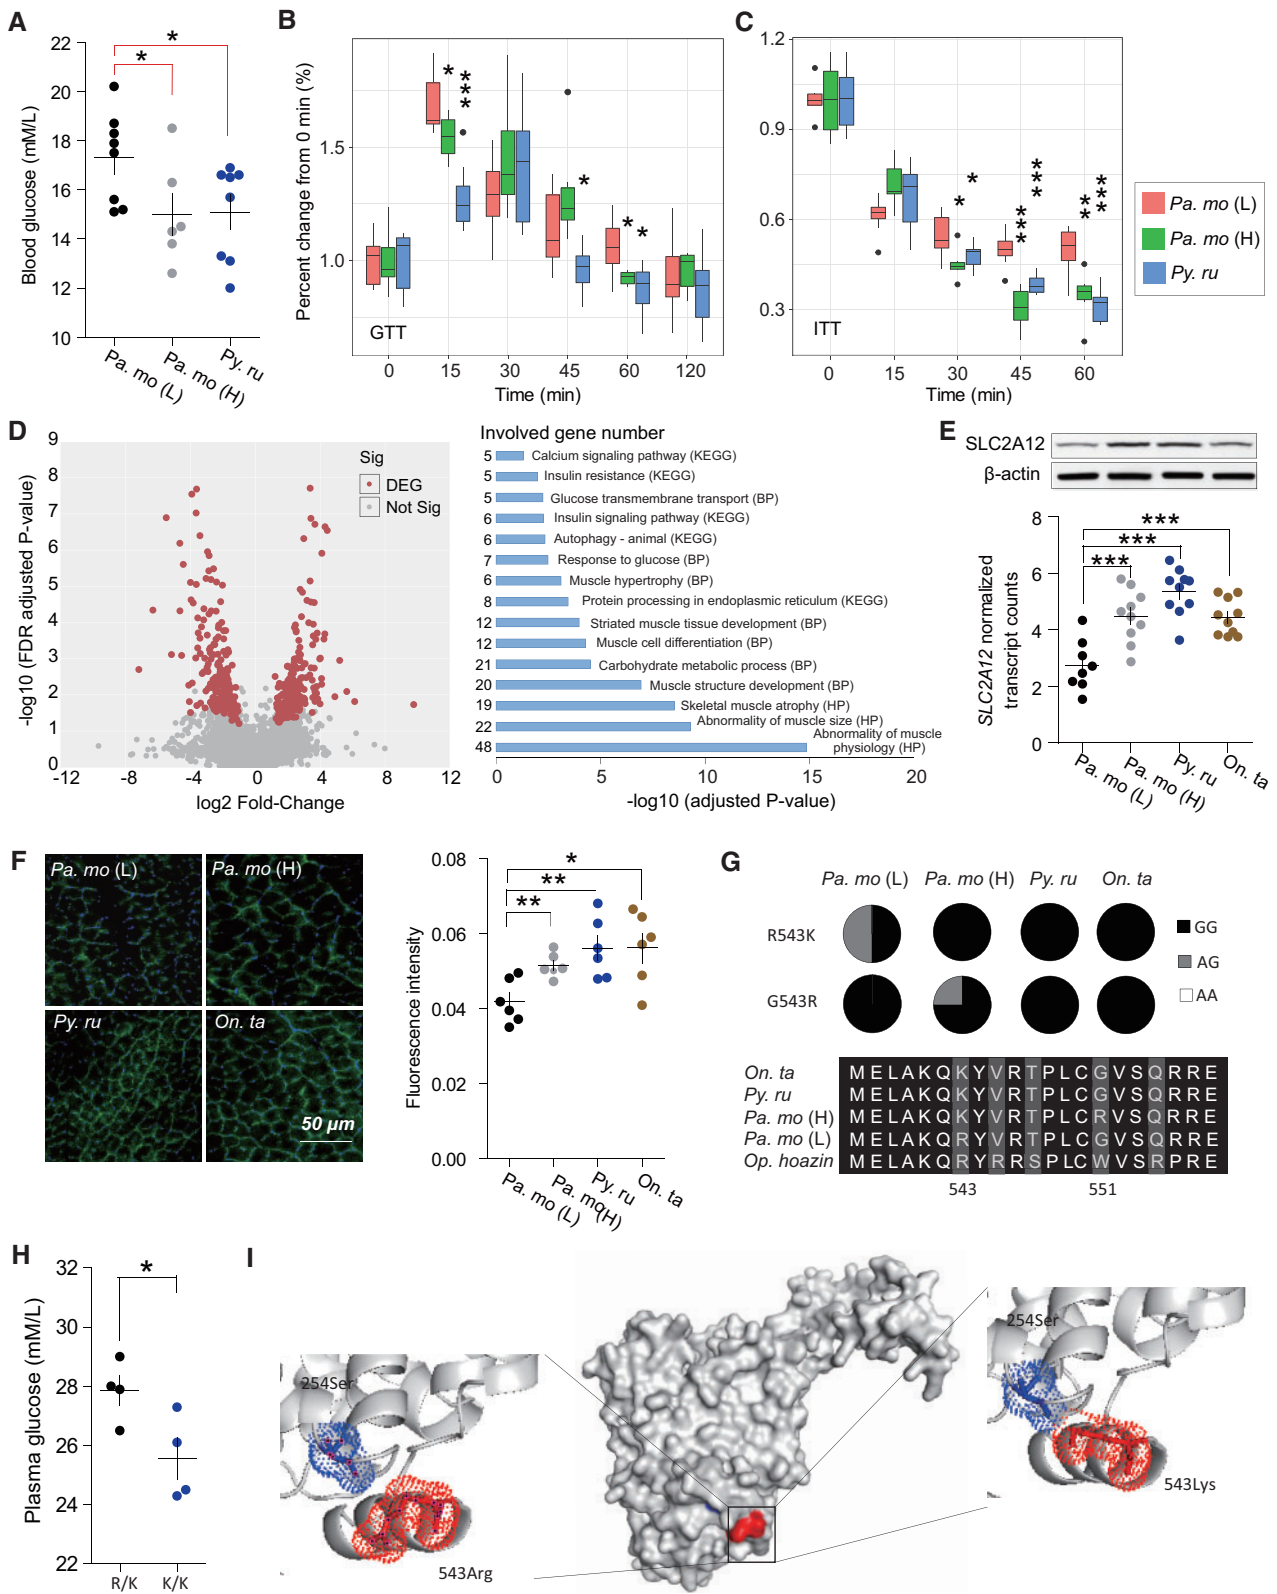 A
Blood glucose (mM/L)
22
20
18
16
14
12
10
*
*
Pa. mo (L)
Pa. mo (H)
Py. ru
B
Percent change from 0 min (%)
1.5
1.0
*
***
*
*
*
GTT
0 15 30 45 60 120
Time (min)
C
1.2
0.9
0.6
0.3
*
*
***
***
**
***
ITT
0 15 30 45 60
Time (min)
Pa. mo (L)
Pa. mo (H)
Py. ru
D
-log10 (FDR adjusted P-value)
9
8
7
6
5
4
3
2
1
0
-12 -8 -4 0 4 8 12
log2 Fold-Change
Sig
DEG
Not Sig
Involved gene number
5 Calcium signaling pathway (KEGG)
5 Insulin resistance (KEGG)
5 Glucose transmembrane transport (BP)
6 Insulin signaling pathway (KEGG)
6 Autophagy - animal (KEGG)
7 Response to glucose (BP)
6 Muscle hypertrophy (BP)
8 Protein processing in endoplasmic reticulum (KEGG)
12 Striated muscle tissue development (BP)
12 Muscle cell differentiation (BP)
21 Carbohydrate metabolic process (BP)
20 Muscle structure development (BP)
19 Skeletal muscle atrophy (HP)
22 Abnormality of muscle size (HP)
48 Abnormality of muscle
physiology (HP)
0 5 10 15 20
-log10 (adjusted P-value)
E
SLC2A12
β-actin
SLC2A12 normalized
transcript counts
8
6
4
2
0
***
***
***
Pa. mo (L)
Pa. mo (H)
Py. ru
On. ta
F
Pa. mo (L)
Pa. mo (H)
Py. ru
On. ta
50 μm
Fluorescence intensity
0.08
0.06
0.04
0.02
0.00
*
**
**
Pa. mo (L)
Pa. mo (H)
Py. ru
On. ta
G
Pa. mo (L) Pa. mo (H) Py. ru On. ta
R543K
G543R
GG
AG
AA
On. ta MELAKQKYVRTPLCGVSQRRE
Py. ru MELAKQKYVRTPLCGVSQRRE
Pa. mo (H) MELAKQKYVRTPLCRVSQRRE
Pa. mo (L) MELAKQRYVRTPLCGVSQRRE
Op. hoazin MELAKQRYRRSPLCWVSRPRE
543 551
H
Plasma glucose (mM/L)
32
30
28
26
24
22
*
R/K K/K
I
254Ser
543Arg
254Ser
543Lys